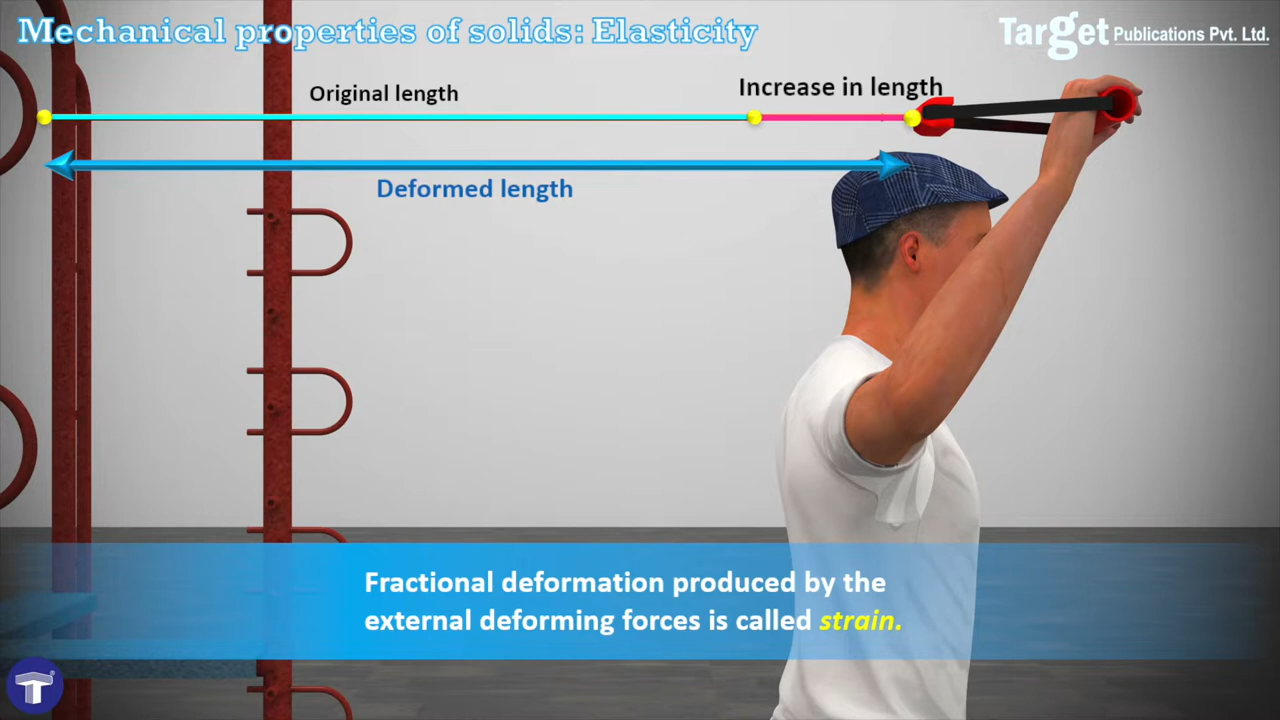 Mechanical properties of solids: Elasticity
Target Publications Pvt. Ltd.
Original length
Increase in length
Deformed length
Fractional deformation produced by the
external deforming forces is called strain.
T